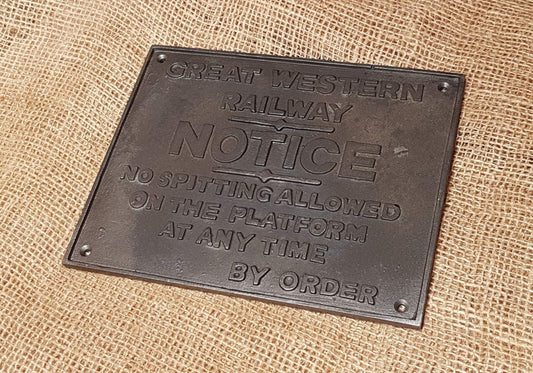 GREAT WESTERN
RAILWAY
NOTICE
NO SPITTING ALLOWED
ON THE PLATFORM
AT ANY TIME
BY ORDER